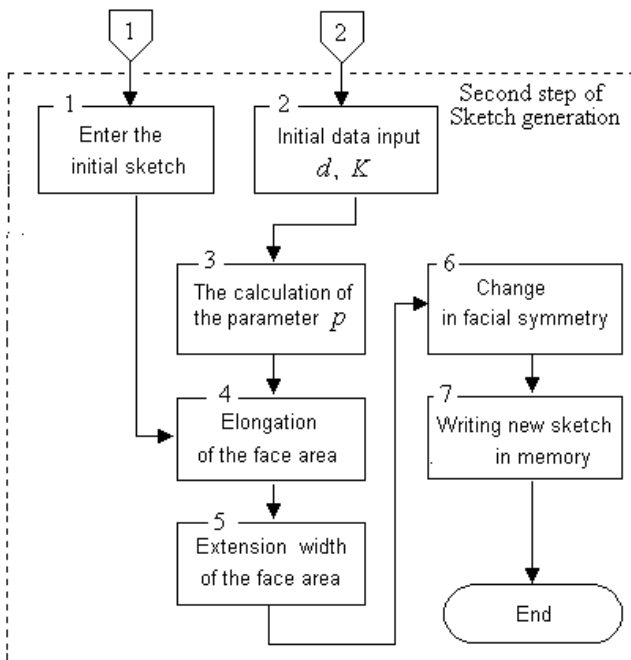 1
2
Second step of
Sketch generation
1
Enter the
initial sketch
2
Initial data input
d, K
3
The calculation of
the parameter p
4
Elongation
of the face area
5
Extension width
of the face area
6
Change
in facial symmetry
7
Writing new sketch
in memory
End